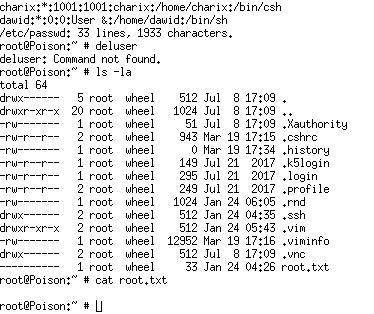 charix:*:1001:1001:charix:/home/charix:/bin/csh
dawid:*:0:0:User &:/home/dawid:/bin/sh
/etc/passwd: 33 lines, 1933 characters.
root@Poison:~ # deluser
deluser: Command not found.
root@Poison:~ # ls -la
total 64
drwx------   5 root  wheel    512 Jul  8 17:09 .
drwxr-xr-x  20 root  wheel   1024 Jul  8 17:09 ..
-rw-------   1 root  wheel     51 Jul  8 17:09 .Xauthority
-rw-r--r--   2 root  wheel    943 Mar 19 17:15 .cshrc
-rw-------   1 root  wheel      0 Mar 19 17:34 .history
-rw-r--r--   1 root  wheel    149 Jul 21  2017 .k5login
-rw-r--r--   1 root  wheel    295 Jul 21  2017 .login
-rw-r--r--   2 root  wheel    249 Jul 21  2017 .profile
-rw-------   1 root  wheel   1024 Jan 24 06:05 .rnd
drwx------   2 root  wheel    512 Jan 24 04:35 .ssh
drwxr-xr-x   2 root  wheel    512 Jan 24 05:43 .vim
-rw-------   1 root  wheel  12952 Mar 19 17:16 .viminfo
drwx------   2 root  wheel    512 Jul  8 17:09 .vnc
----------   1 root  wheel     33 Jan 24 04:26 root.txt
root@Poison:~ # cat root.txt
root@Poison:~ #